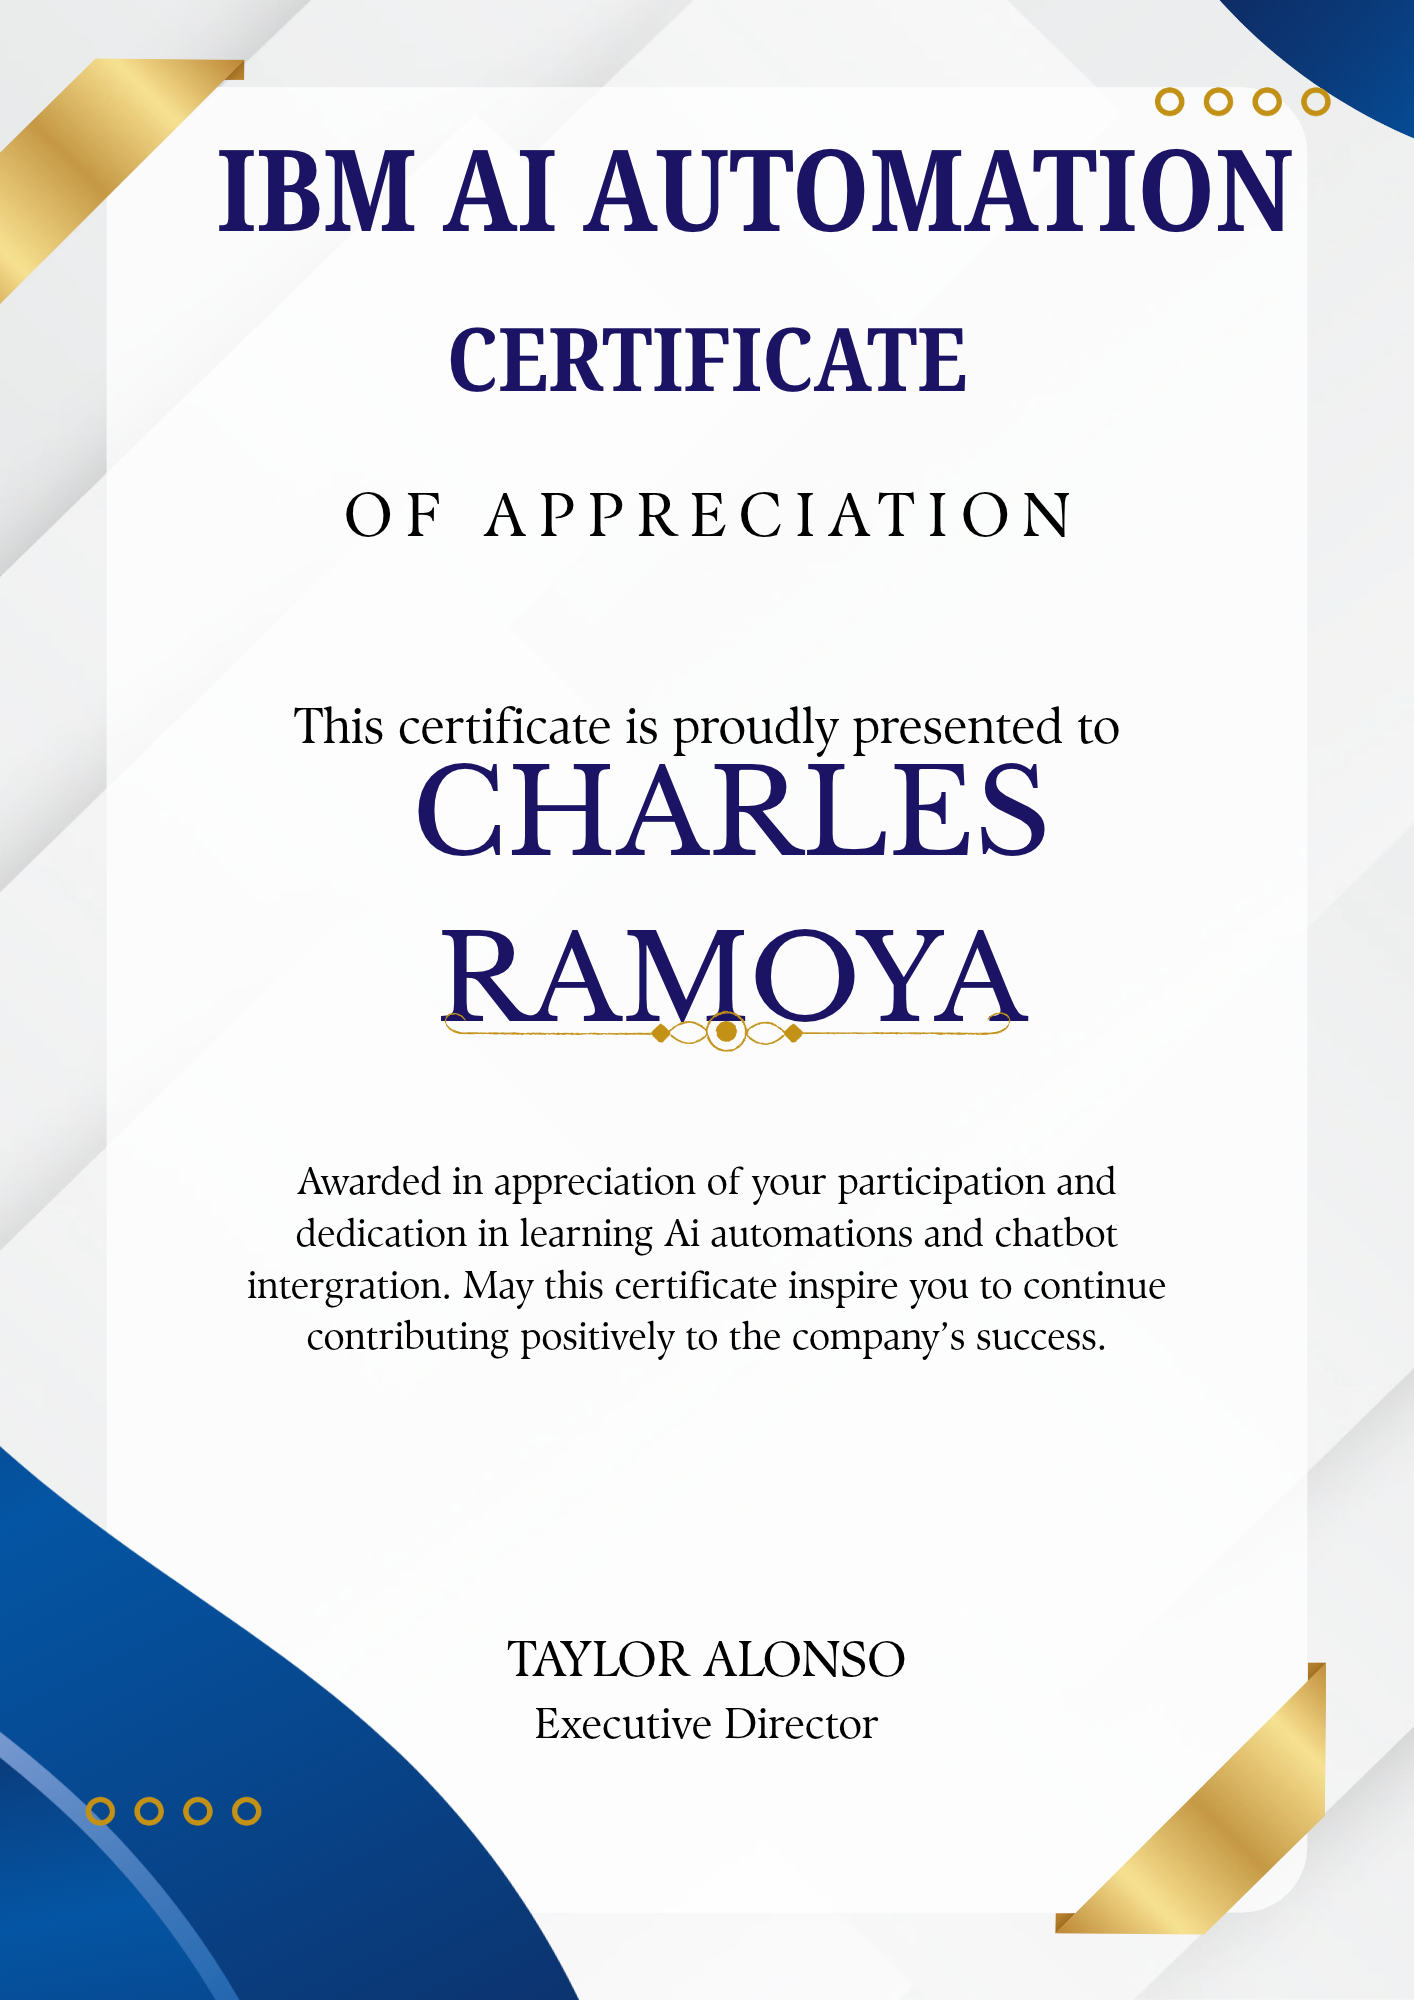 IBM AI AUTOMATION
CERTIFICATE
OF APPRECIATION
This certificate is proudly presented to
CHARLES
RAMOYA
Awarded in appreciation of your participation and
dedication in learning Ai automations and chatbot
intergration. May this certificate inspire you to continue
contributing positively to the company’s success.
TAYLOR ALONSO
Executive Director